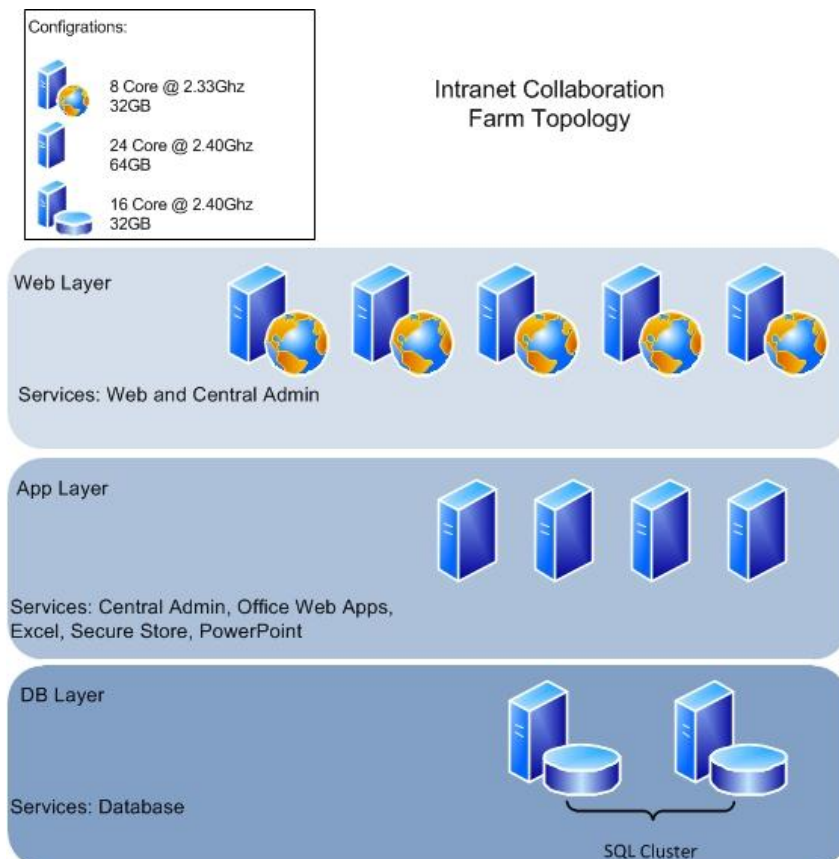 Configrations:
8 Core @ 2.33Ghz
32GB
24 Core @ 2.40Ghz
64GB
16 Core @ 2.40Ghz
32GB
Intranet Collaboration
Farm Topology
Web Layer
Services: Web and Central Admin
App Layer
Services: Central Admin, Office Web Apps,
Excel, Secure Store, PowerPoint
DB Layer
Services: Database
SQL Cluster